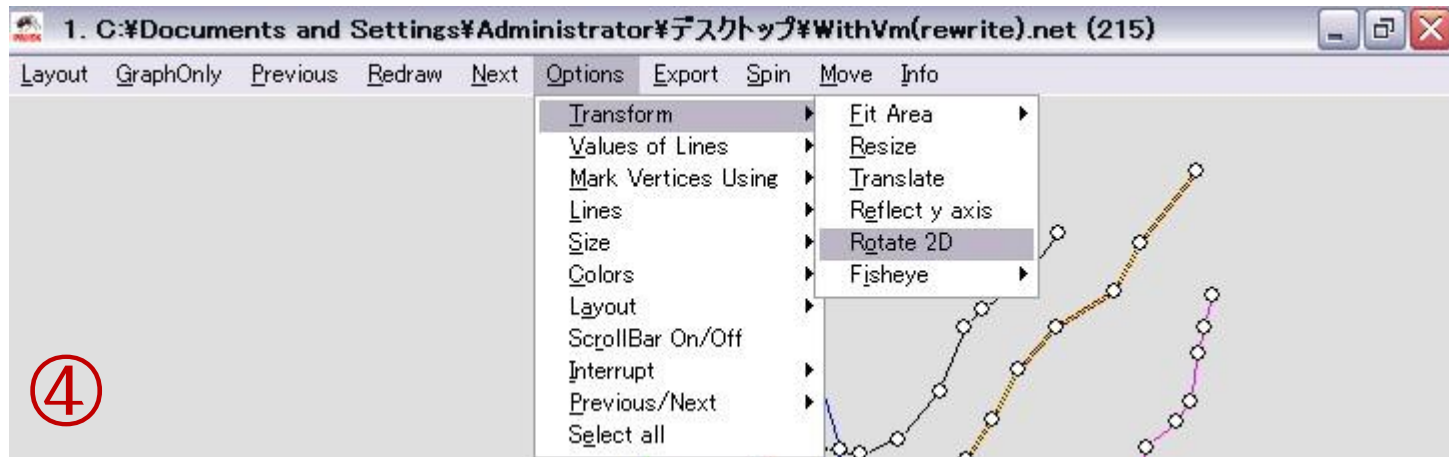 1. C:¥Documents and Settings¥Administrator¥デスクトップ¥WithVm(rewrite).net (215)
Layout GraphOnly Previous Redraw Next Options Export Spin Move Info
Transform
Values of Lines
Mark Vertices Using
Lines
Size
Colors
Layout
ScrollBar On/Off
Interrupt
Previous/Next
Select all
Fit Area
Resize
Translate
Reflect y axis
Rotate 2D
Fisheye
④